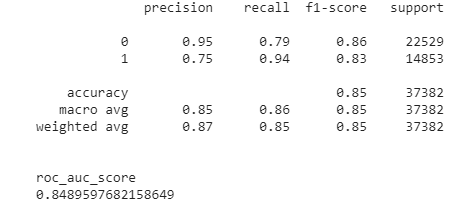 precision recall f1-score support
0 0.95 0.79 0.86 22529
1 0.75 0.94 0.83 14853
accuracy 0.85 37382
macro avg 0.85 0.86 0.85 37382
weighted avg 0.87 0.85 0.85 37382
roc_auc_score
0.8489597682158649